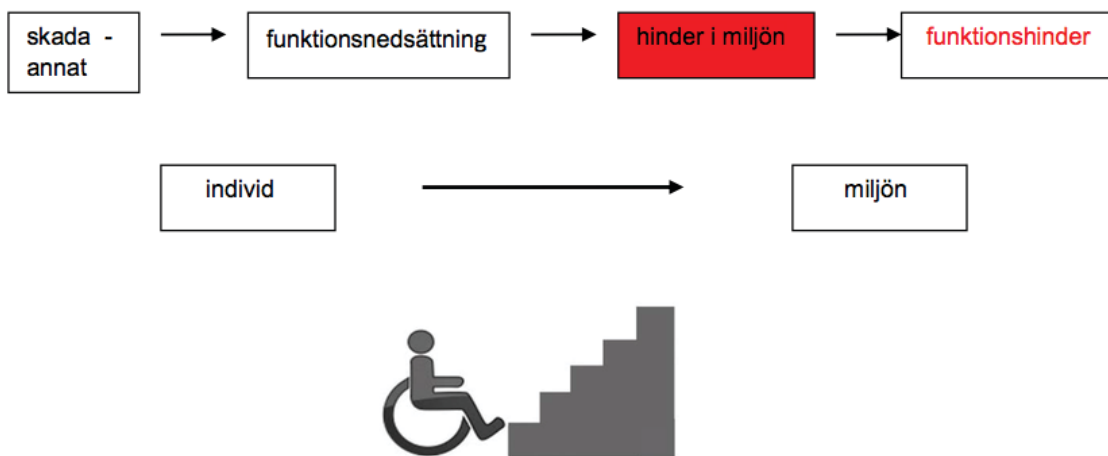 skada -
annat
funktionsnedsättning
hinder i miljön
funktionshinder
individ
miljön